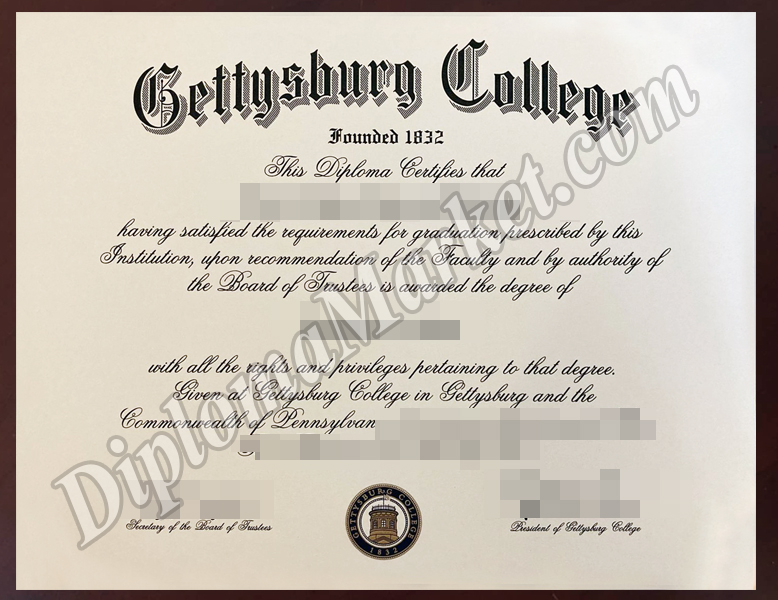 Gettysburg College
Founded 1832
This Diploma Certifies that
having satisfied the requirements for graduation prescribed by this
Institution, upon recommendation of the Faculty and by authority of
the Board of Trustees is awarded the degree of
with all the rights and privileges pertaining to that degree.
Given at Gettysburg College in Gettysburg and the
Commonwealth of Pennsylvan
Secretary of the Board of Trustees
GETTYSBURG COLLEGE
1832
President of Gettysburg College
DiplomaMarket.com